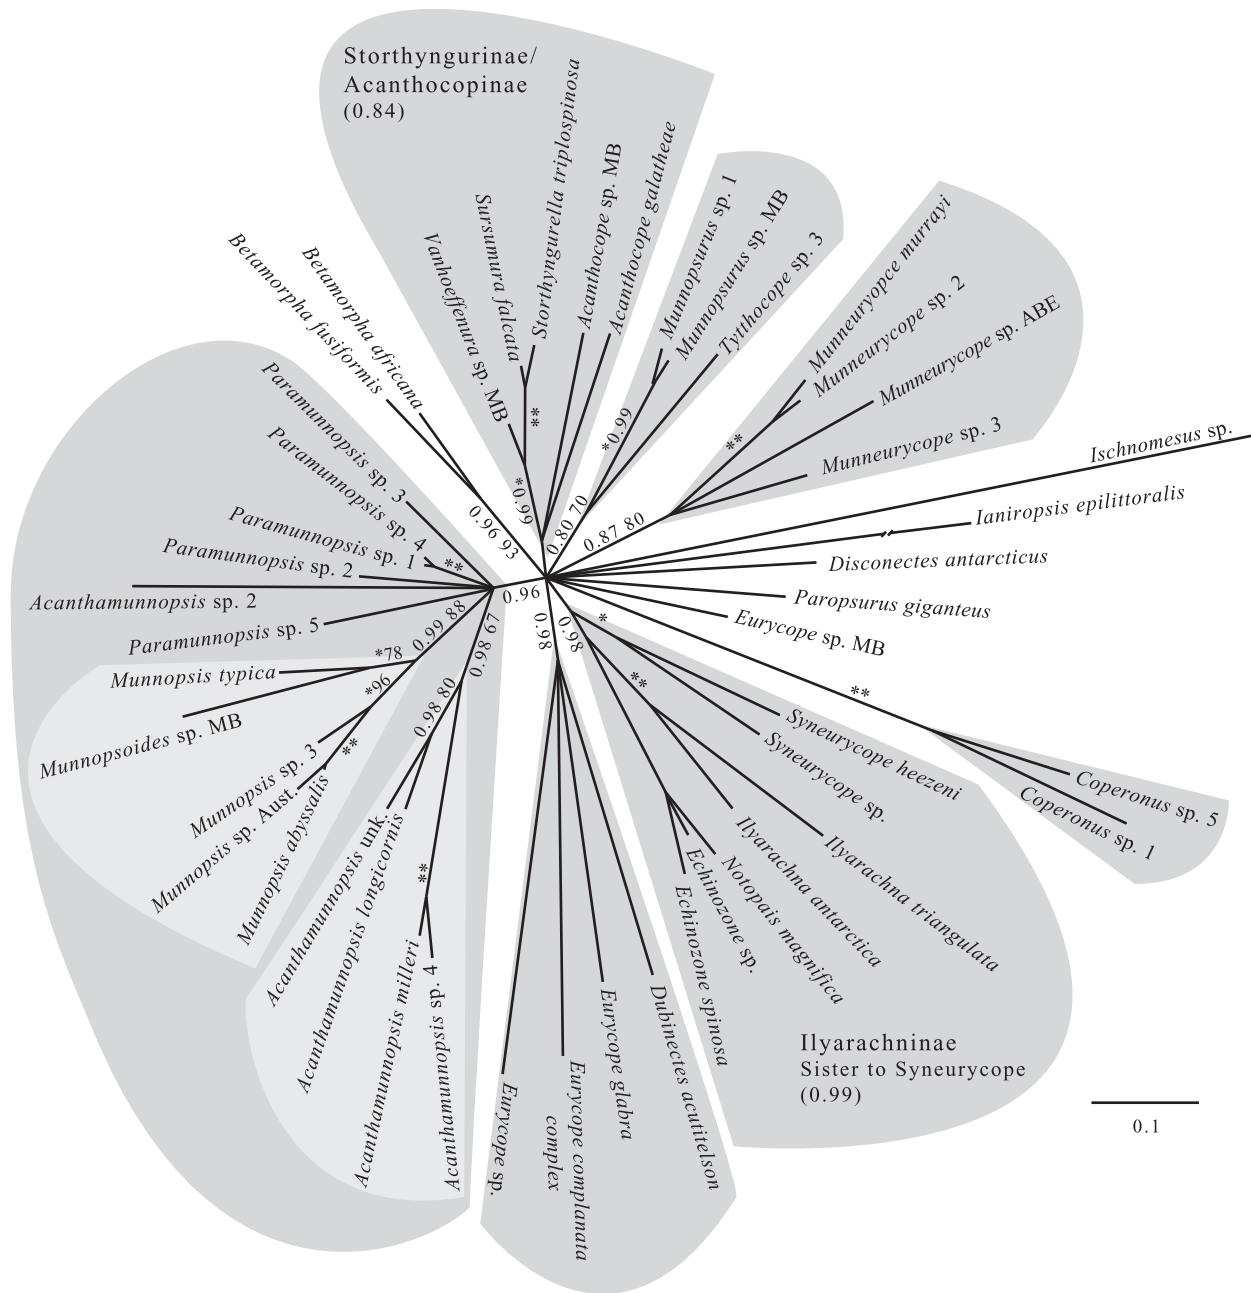 Storthyngurinae/
Acanthocopinae
(0.84)
Betamorpha fusiformis
Betamorpha africana
Vanhoeffenura sp. MB
Sursumura falcata
Storthyngurella triplospinosa
Acanthocope sp. MB
Acanthocope galatheae
Munnopsurus sp. 1
Munnopsurus sp. MB
Tytthocope sp. 3
Munneuryopce murrayi
Munneurycope sp. 2
Munneurycope sp. ABE
Munneurycope sp. 3
Ischnomesus sp.
Ianiropsis epilittoralis
Disconectes antarcticus
Paropsurus giganteus
Eurycope sp. MB
Coperonus sp. 5
Coperonus sp. 1
Syneurycope heezeni
Syneurycope sp.
Ilyarachna triangulata
Ilyarachna antarctica
Notopais magnifica
Echinozone sp.
Echinozone spinosa
Ilyarachninae
Sister to Syneurycope
(0.99)
Dubinectes acutitelson
Eurycope glabra
Eurycope complanata
complex
Eurycope sp.
Acanthamunnopsis sp. 4
Acanthamunnopsis milleri
Acanthamunnopsis longicornis
Acanthamunnopsis unk.
Munnopsis abyssalis
Munnopsis sp. Aust
Munnopsis sp. 3
Munnopsoides sp. MB
Munnopsis typica
Paramunnopsis sp. 5
Acanthamunnopsis sp. 2
Paramunnopsis sp. 2
Paramunnopsis sp. 1
Paramunnopsis sp. 4
Paramunnopsis sp. 3
**
*0.99
*0.99
0.80 70
**
0.87 80
0.96 93
**
0.96
0.99 88
*78
*96
**
0.98 67
0.98 80
**
0.98
0.98
*
**
**
0.1